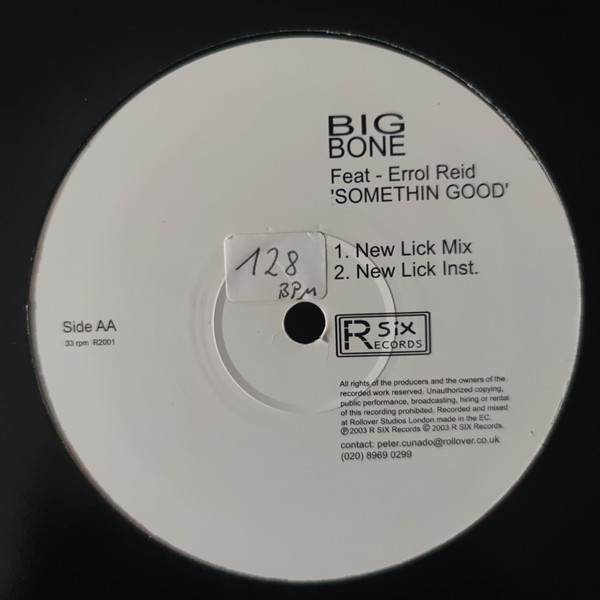 BIG
BONE
Feat - Errol Reid
'SOMETHIN GOOD'
1. New Lick Mix
2. New Lick Inst.
128
BPM
Side AA
33 rpm R2001
R SIX
RECORDS
All rights of the producers and the owners of the
recorded work reserved. Unauthorized copying,
public performance, broadcasting, hiring or rental
of this recording prohibited. Recorded and mixed
at Rollover Studios London made in the EC.
℗2003 R SIX Records © 2003 R SIX Records.
contact: peter.cunado@rollover.co.uk
(020) 8969 0299